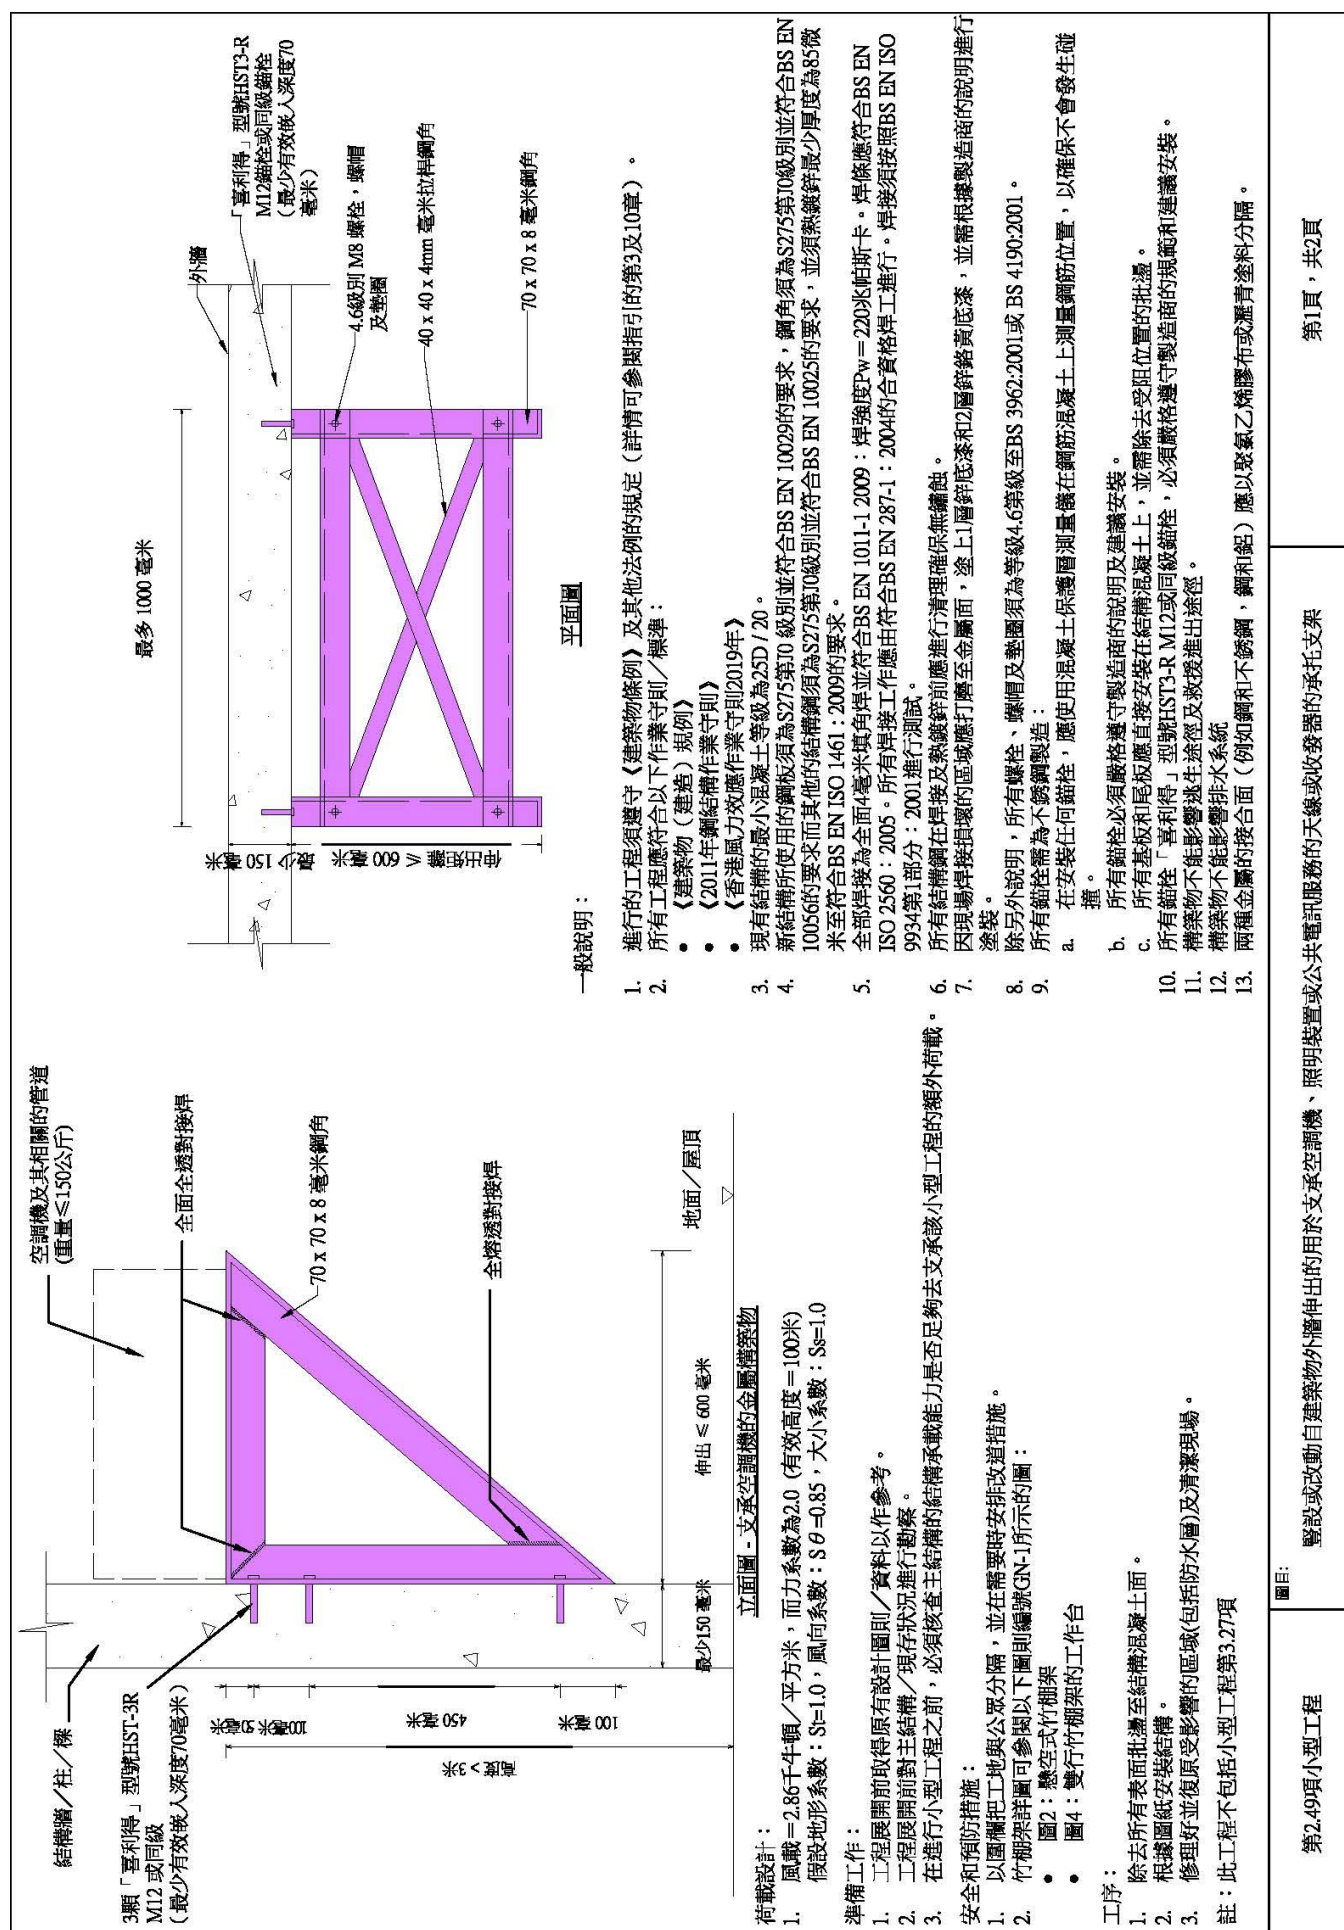 結構牆／柱／樑
3顆「喜利得」型號HST-3R
M12 或同級
（最少有效嵌入深度70毫米）
空調機及其相關的管道
(重量≤150公斤)
全面全透對接焊
70 x 70 x 8 毫米鋼角
全熔透對接焊
地面／屋頂
50 毫米
100毫米
450 毫米
100 毫米
高度 > 3米
最少150 毫米
伸出 ≤ 600 毫米
立面圖 - 支承空調機的金屬構築物
最多 1000 毫米
外牆
「喜利得」型號HST3-R
M12錨栓或同級錨栓
（最少有效嵌入深度70
毫米）
4.6級別 M8 螺栓，螺帽
及墊圈
40 x 40 x 4mm 毫米拉桿鋼角
70 x 70 x 8 毫米鋼角
最少 150 毫米
伸出距離 ≤ 600 毫米
平面圖
荷載設計：
1. 風載＝2.86千牛頓／平方米，而力系數為2.0 (有效高度＝100米)
假設地形系數：St=1.0，風向系數：Sθ=0.85，大小系數：Ss=1.0
準備工作：
1. 工程展開前取得原有設計圖則／資料以作參考。
2. 工程展開前對主結構／現存狀況進行勘察。
3. 在進行小型工程之前，必須核查主結構的結構承載能力是否足夠去支承該小型工程的額外荷載。
安全和預防措施：
1. 以圍欄把工地與公眾分隔，並在需要時安排改道措施。
2. 竹棚架詳圖可參閱以下圖則編號GN-1所示的圖：
● 圖2：懸空式竹棚架
● 圖4：雙行竹棚架的工作台
工序：
1. 除去所有表面批盪至結構混凝土面。
2. 根據圖紙安裝結構。
3. 修理好並復原受影響的區域(包括防水層)及清潔現場。
註：此工程不包括小型工程第3.27項
一般說明：
1. 進行的工程須遵守《建築物條例》及其他法例的規定（詳情可參閱指引的第3及10章）。
2. 所有工程應符合以下作業守則／標準：
● 《建築物（建造）規例》
● 《2011年鋼結構作業守則》
● 《香港風力效應作業守則2019年》
3. 現有結構的最小混凝土等級為25D / 20。
4. 新結構所使用的鋼板須為S275第J0 級別並符合BS EN 10029的要求，鋼角須為S275第J0級別並符合BS EN
10056的要求而其他的結構鋼須為S275第J0級別並符合BS EN 10025的要求，並須熱鍍鋅最少厚度為85微
米至符合BS EN ISO 1461：2009的要求。
5. 全部焊接為全面4毫米填角焊並符合BS EN 1011-1 2009：焊強度Pw＝220兆帕斯卡。焊條應符合BS EN
ISO 2560：2005。所有焊接工作應由符合BS EN 287-1：2004的合資格焊工進行。焊接須按照BS EN ISO
9934第1部分：2001進行測試。
6. 所有結構鋼在焊接及熱鍍鋅前應進行清理確保無鏽蝕。
7. 因現場焊接損壞的區域應打磨至金屬面，塗上1層鋅底漆和2層鋅鉻黃底漆，並需根據製造商的說明進行
塗裝。
8. 除另外說明，所有螺栓、螺帽及墊圈須為等級4.6第級至BS 3962:2001或 BS 4190:2001。
9. 所有錨栓需為不銹鋼製造：
a. 在安裝任何錨栓，應使用混凝土保護層測量儀在鋼筋混凝土上測量鋼筋位置，以確保不會發生碰
撞。
b. 所有錨栓必須嚴格遵守製造商的說明及建議安裝。
c. 所有基板和尾板應直接安裝在結構混凝土上，並需除去受阻位置的批盪。
10. 所有錨栓「喜利得」型號HST3-R M12或同級錨栓，必須嚴格遵守製造商的規範和建議安裝。
11. 構築物不能影響逃生途徑及救援進出途徑。
12. 構築物不能影響排水系統
13. 兩種金屬的接合面（例如鋼和不銹鋼，鋼和鋁）應以聚氯乙烯膠布或瀝青塗料分隔。
第2.49項小型工程
圖目:
豎設或改動自建築物外牆伸出的用於支承空調機、照明裝置或公共電訊服務的天線或收發器的承托支架
第1頁，共2頁